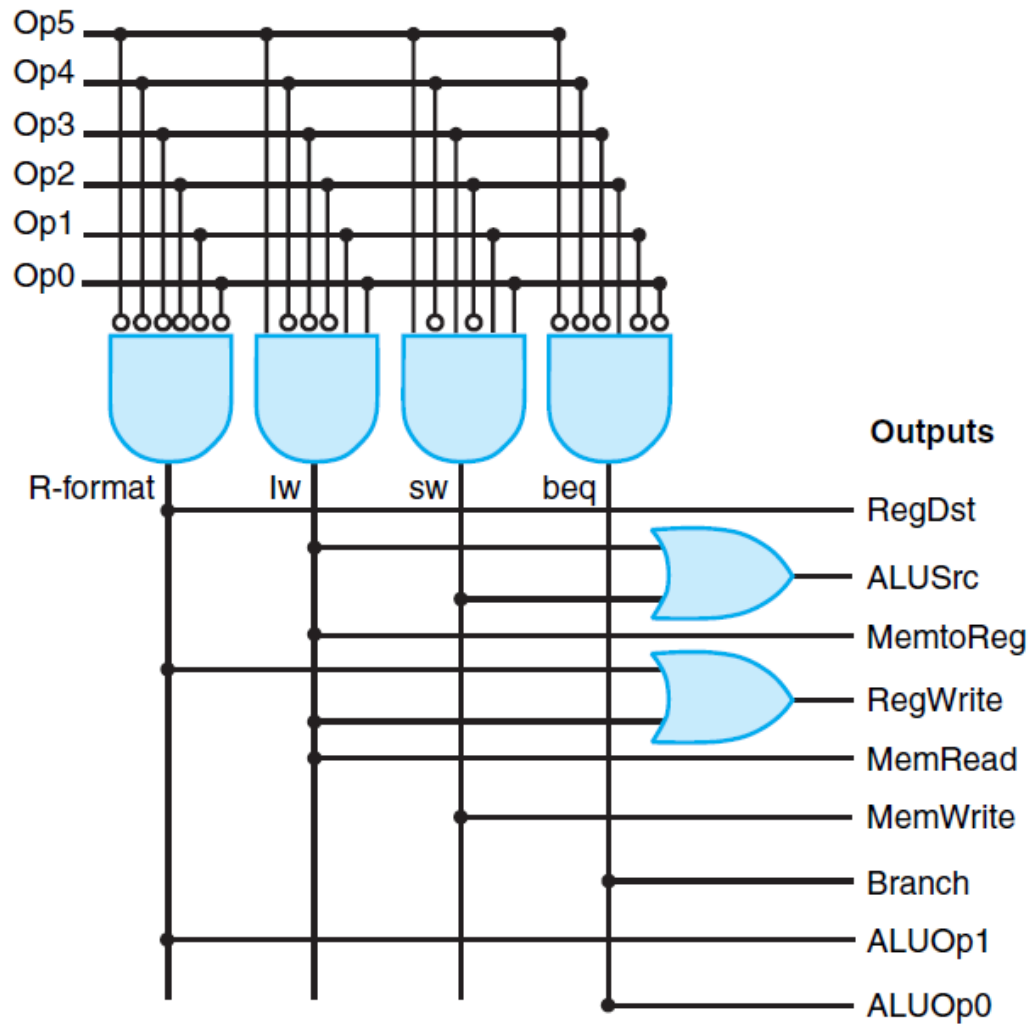 Op5
Op4
Op3
Op2
Op1
Op0
Outputs
R-format lw sw beq
RegDst
ALUSrc
MemtoReg
RegWrite
MemRead
MemWrite
Branch
ALUOp1
ALUOp0